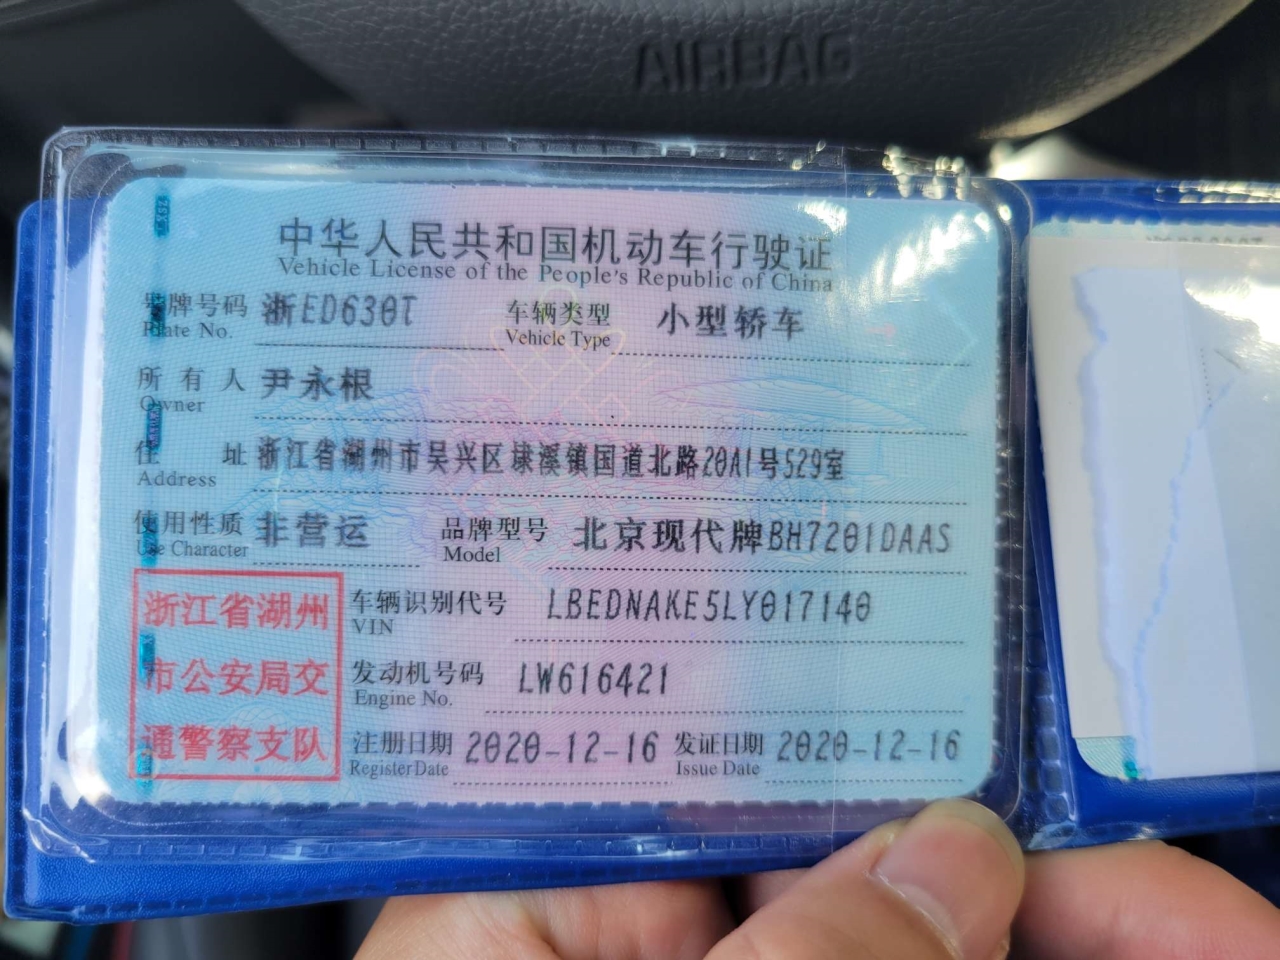 AIRBAG
中华人民共和国机动车行驶证
Vehicle License of the People's Republic of China
号牌号码 浙ED630T 车辆类型 小型轿车
Plate No. Vehicle Type
所有人 尹永根
Owner
住址 浙江省湖州市吴兴区埭溪镇国道北路20A1号529室
Address
使用性质 非营运 品牌型号 北京现代牌BH7201DAAS
Use Character Model
浙江省湖州
市公安局交
通警察支队
车辆识别代号 LBEDNAKE5LY017140
VIN
发动机号码 LW616421
Engine No.
注册日期 2020-12-16 发证日期 2020-12-16
Register Date Issue Date